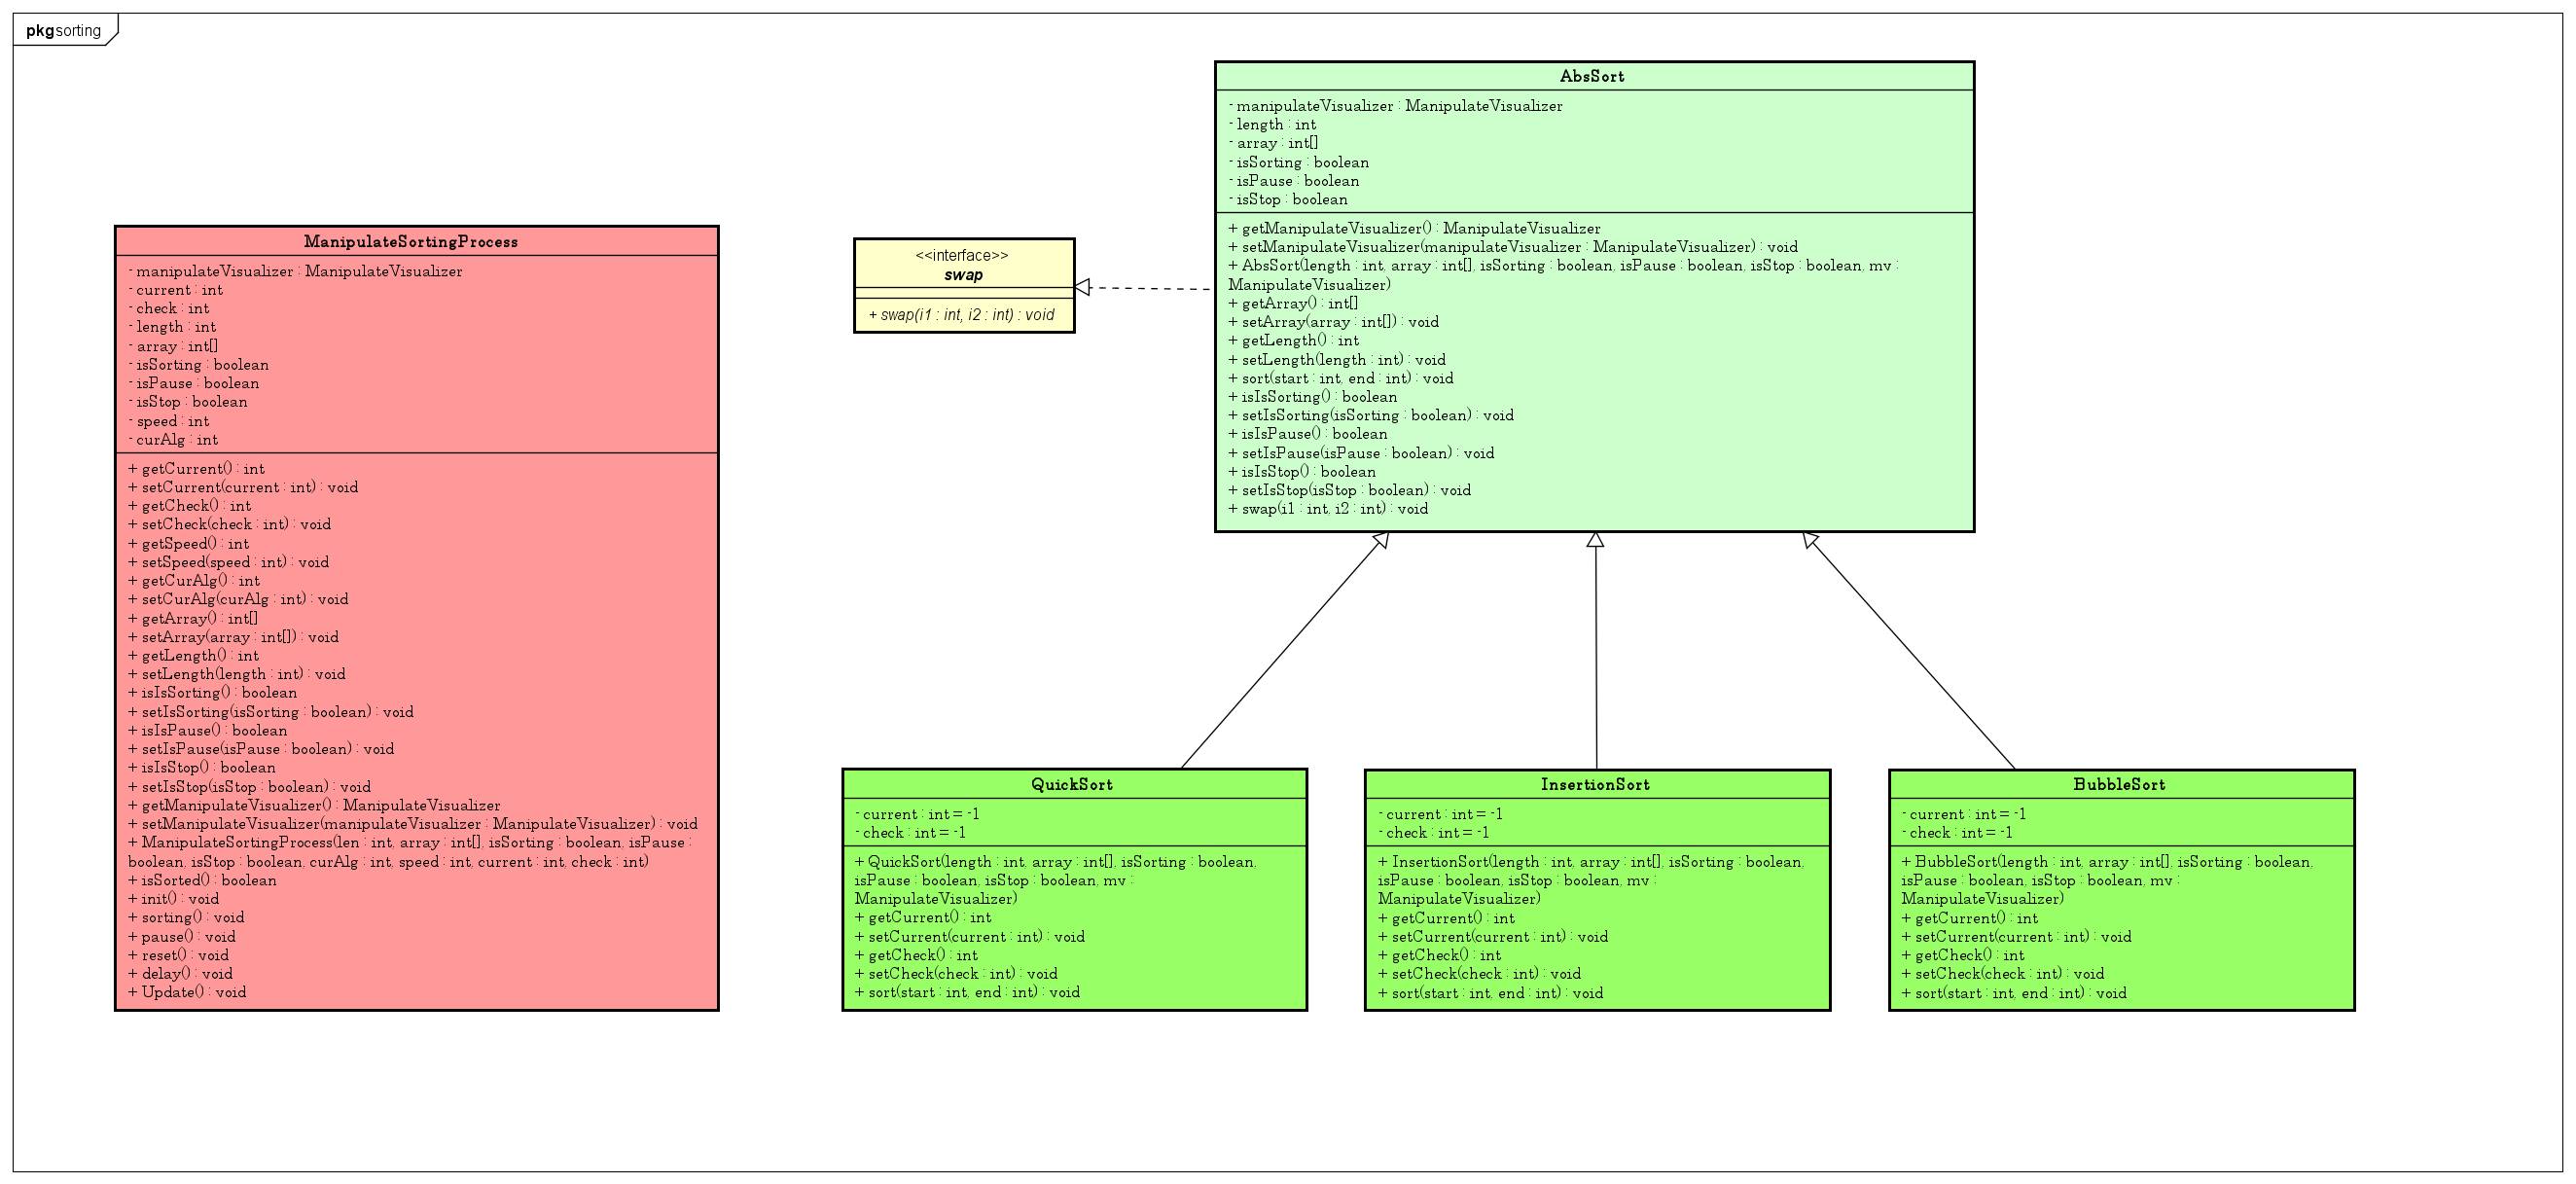 pkg sorting
ManipulateSortingProcess
- manipulateVisualizer : ManipulateVisualizer
- current : int
- check : int
- length : int
- array : int[]
- isSorting : boolean
- isPause : boolean
- isStop : boolean
- speed : int
- curAlg : int
+ getCurrent() : int
+ setCurrent(current : int) : void
+ getCheck() : int
+ setCheck(check : int) : void
+ getSpeed() : int
+ setSpeed(speed : int) : void
+ getCurAlg() : int
+ setCurAlg(curAlg : int) : void
+ getArray() : int[]
+ setArray(array : int[]) : void
+ getLength() : int
+ setLength(length : int) : void
+ isIsSorting() : boolean
+ setIsSorting(isSorting : boolean) : void
+ isIsPause() : boolean
+ setIsPause(isPause : boolean) : void
+ isIsStop() : boolean
+ setIsStop(isStop : boolean) : void
+ getManipulateVisualizer() : ManipulateVisualizer
+ setManipulateVisualizer(manipulateVisualizer : ManipulateVisualizer) : void
+ ManipulateSortingProcess(len : int, array : int[], isSorting : boolean, isPause :
boolean, isStop : boolean, curAlg : int, speed : int, current : int, check : int)
+ isSorted() : boolean
+ init() : void
+ sorting() : void
+ pause() : void
+ reset() : void
+ delay() : void
+ Update() : void
<<interface>>
swap
+ swap(i1 : int, i2 : int) : void
AbsSort
- manipulateVisualizer : ManipulateVisualizer
- length : int
- array : int[]
- isSorting : boolean
- isPause : boolean
- isStop : boolean
+ getManipulateVisualizer() : ManipulateVisualizer
+ setManipulateVisualizer(manipulateVisualizer : ManipulateVisualizer) : void
+ AbsSort(length : int, array : int[], isSorting : boolean, isPause : boolean, isStop : boolean, mv :
ManipulateVisualizer)
+ getArray() : int[]
+ setArray(array : int[]) : void
+ getLength() : int
+ setLength(length : int) : void
+ sort(start : int, end : int) : void
+ isIsSorting() : boolean
+ setIsSorting(isSorting : boolean) : void
+ isIsPause() : boolean
+ setIsPause(isPause : boolean) : void
+ isIsStop() : boolean
+ setIsStop(isStop : boolean) : void
+ swap(i1 : int, i2 : int) : void
QuickSort
- current : int = -1
- check : int = -1
+ QuickSort(length : int, array : int[], isSorting : boolean,
isPause : boolean, isStop : boolean, mv :
ManipulateVisualizer)
+ getCurrent() : int
+ setCurrent(current : int) : void
+ getCheck() : int
+ setCheck(check : int) : void
+ sort(start : int, end : int) : void
InsertionSort
- current : int = -1
- check : int = -1
+ InsertionSort(length : int, array : int[], isSorting : boolean,
isPause : boolean, isStop : boolean, mv :
ManipulateVisualizer)
+ getCurrent() : int
+ setCurrent(current : int) : void
+ getCheck() : int
+ setCheck(check : int) : void
+ sort(start : int, end : int) : void
BubbleSort
- current : int = -1
- check : int = -1
+ BubbleSort(length : int, array : int[], isSorting : boolean,
isPause : boolean, isStop : boolean, mv :
ManipulateVisualizer)
+ getCurrent() : int
+ setCurrent(current : int) : void
+ getCheck() : int
+ setCheck(check : int) : void
+ sort(start : int, end : int) : void